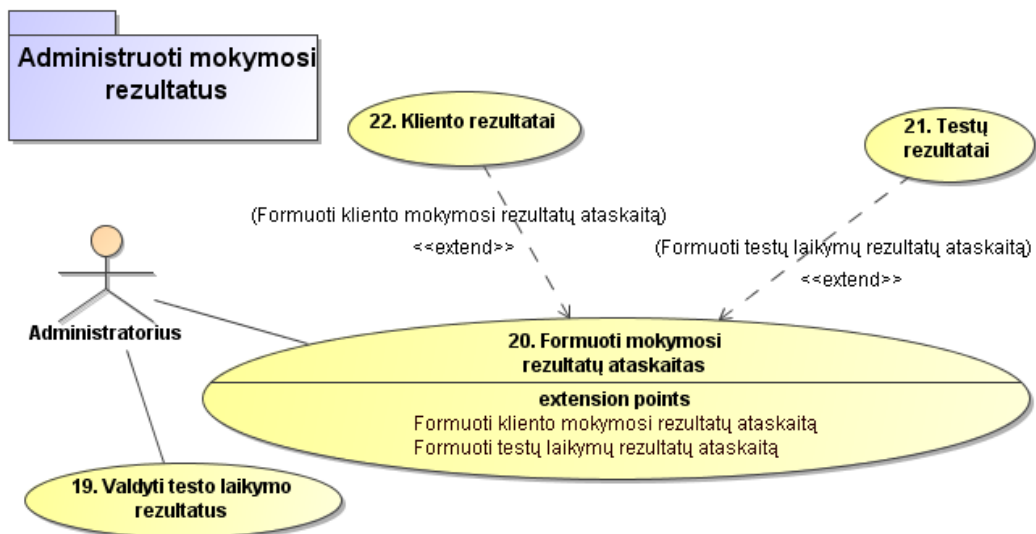 Administruoti mokymosi
rezultatus
22. Kliento rezultatai
21. Testų
rezultatai
(Formuoti kliento mokymosi rezultatų ataskaitą)
<<extend>>
(Formuoti testų laikymų rezultatų ataskaitą)
<<extend>>
Administratorius
20. Formuoti mokymosi
rezultatų ataskaitas
extension points
Formuoti kliento mokymosi rezultatų ataskaitą
Formuoti testų laikymų rezultatų ataskaitą
19. Valdyti testo laikymo
rezultatus